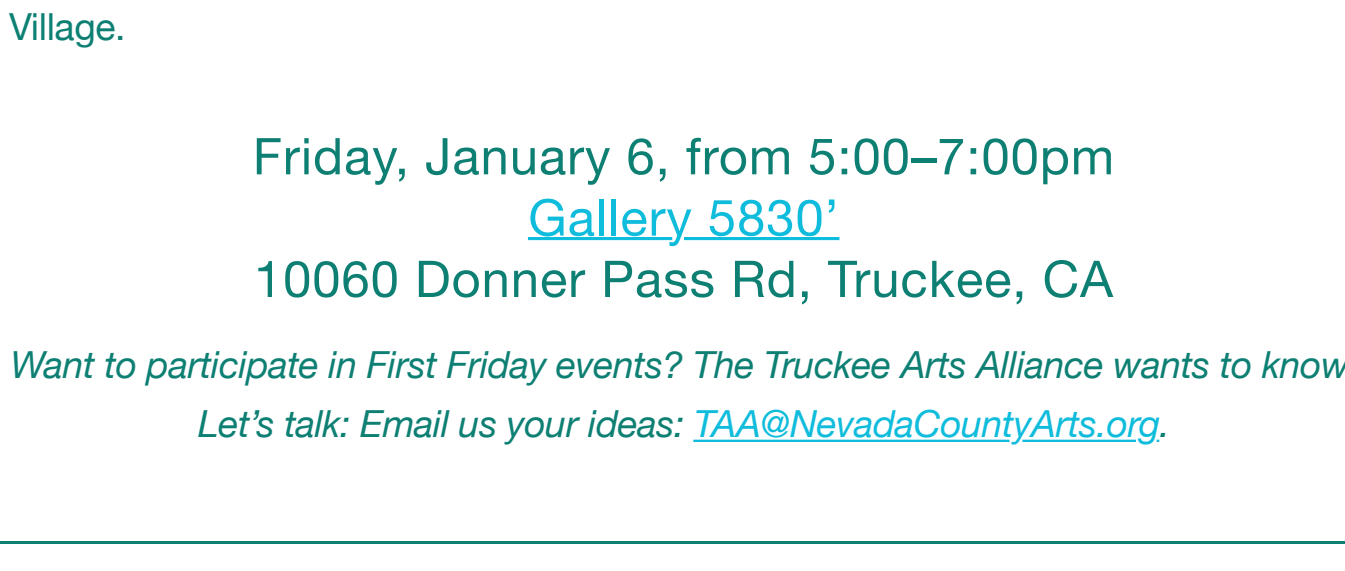 Village.
Friday, January 6, from 5:00–7:00pm
Gallery 5830’
10060 Donner Pass Rd, Truckee, CA
Want to participate in First Friday events? The Truckee Arts Alliance wants to know
Let’s talk: Email us your ideas: TAA@NevadaCountyArts.org.